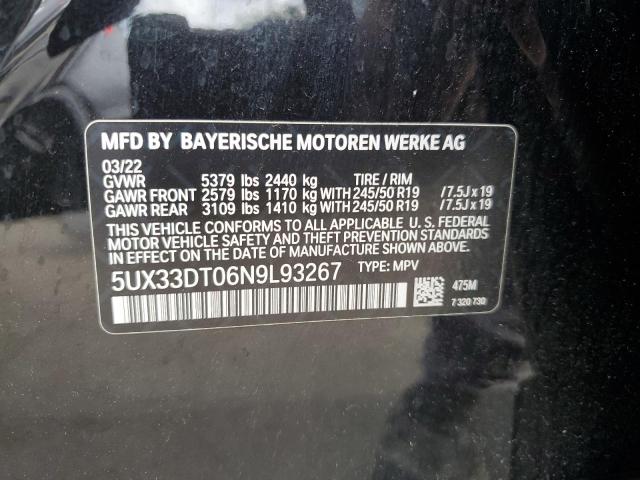 MFD BY BAYERISCHE MOTOREN WERKE AG
03/22
GVWR 5379 lbs 2440 kg TIRE / RIM
GAWR FRONT 2579 lbs 1170 kg WITH 245/50 R19 /7.5J x 19
GAWR REAR 3109 lbs 1410 kg WITH 245/50 R19 /7.5J x 19
THIS VEHICLE CONFORMS TO ALL APPLICABLE U. S. FEDERAL
MOTOR VEHICLE SAFETY AND THEFT PREVENTION STANDARDS
IN EFFECT ON THE DATE OF MANUFACTURE SHOWN ABOVE.
5UX33DT06N9L93267 TYPE: MPV
475M
7 320 730